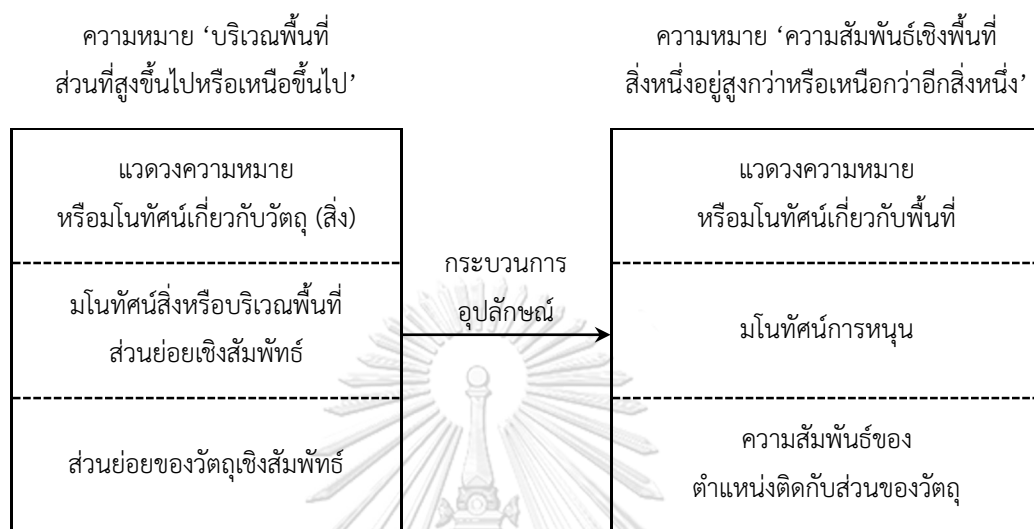 ความหมาย ‘บริเวณพื้นที่
ส่วนที่สูงขึ้นไปหรือเหนือขึ้นไป’
ความหมาย ‘ความสัมพันธ์เชิงพื้นที่
สิ่งหนึ่งอยู่สูงกว่าหรือเหนือกว่าอีกสิ่งหนึ่ง’
แวดวงความหมาย
หรือมโนทัศน์เกี่ยวกับวัตถุ (สิ่ง)
มโนทัศน์สิ่งหรือบริเวณพื้นที่
ส่วนย่อยเชิงสัมพัทธ์
ส่วนย่อยของวัตถุเชิงสัมพัทธ์
กระบวนการ
อุปลักษณ์
แวดวงความหมาย
หรือมโนทัศน์เกี่ยวกับพื้นที่
มโนทัศน์การหนุน
ความสัมพันธ์ของ
ตำแหน่งติดกับส่วนของวัตถุ